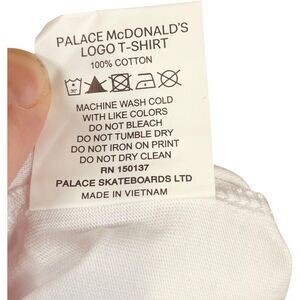 PALACE McDONALD'S
LOGO T-SHIRT
100% COTTON
30°
MACHINE WASH COLD
WITH LIKE COLORS
DO NOT BLEACH
DO NOT TUMBLE DRY
DO NOT IRON ON PRINT
DO NOT DRY CLEAN
RN 150137
PALACE SKATEBOARDS LTD
MADE IN VIETNAM